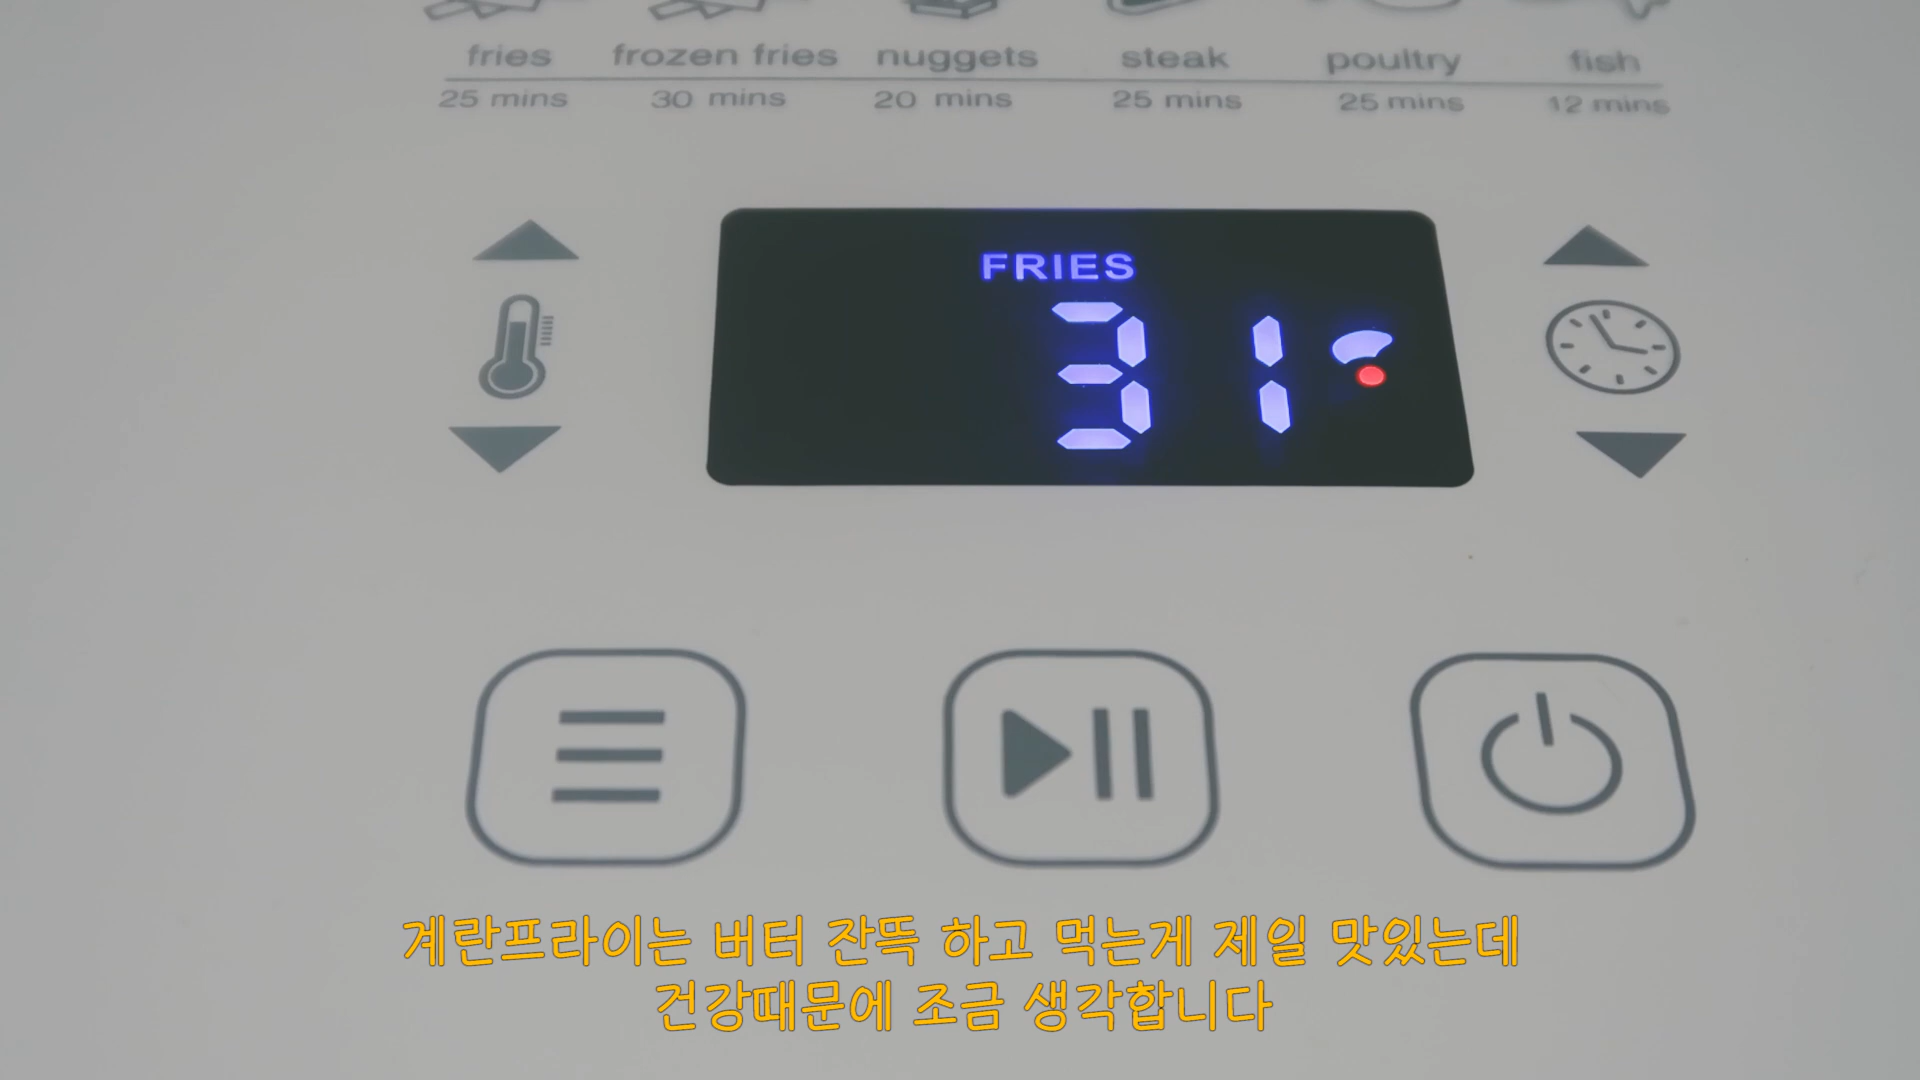 fries frozen fries nuggets steak poultry fish
25 mins 30 mins 20 mins 25 mins 25 mins 12 mins
FRIES
31
계란프라이는 버터 잔뜩 하고 먹는게 제일 맛있는데
건강때문에 조금 생각합니다